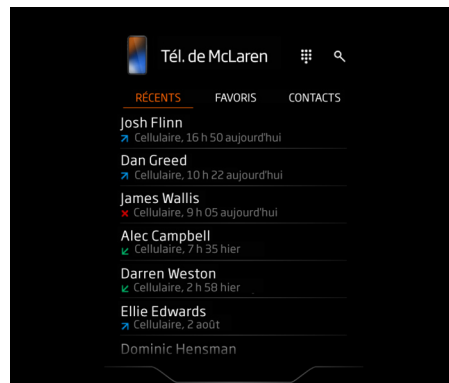 Tél. de McLaren
RÉCENTS FAVORIS CONTACTS
Josh Flinn
Cellulaire, 16 h 50 aujourd'hui
Dan Greed
Cellulaire, 10 h 22 aujourd'hui
James Wallis
Cellulaire, 9 h 05 aujourd'hui
Alec Campbell
Cellulaire, 7 h 35 hier
Darren Weston
Cellulaire, 2 h 58 hier
Ellie Edwards
Cellulaire, 2 août
Dominic Hensman